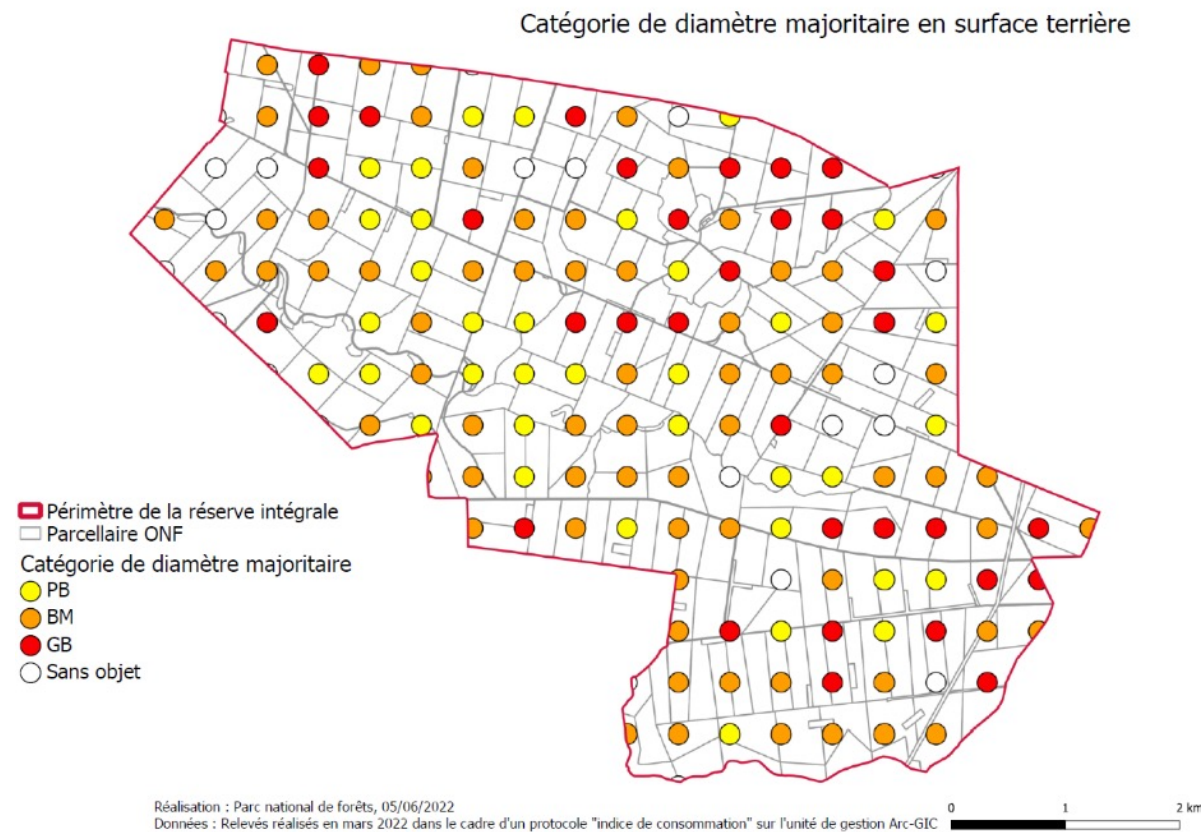 Catégorie de diamètre majoritaire en surface terrière
Périmètre de la réserve intégrale
Parcellaire ONF
Catégorie de diamètre majoritaire
PB
BM
GB
Sans objet
Réalisation : Parc national de forêts, 05/06/2022
Données : Relevés réalisés en mars 2022 dans le cadre d'un protocole "indice de consommation" sur l'unité de gestion Arc-GIC
0 1 2 km